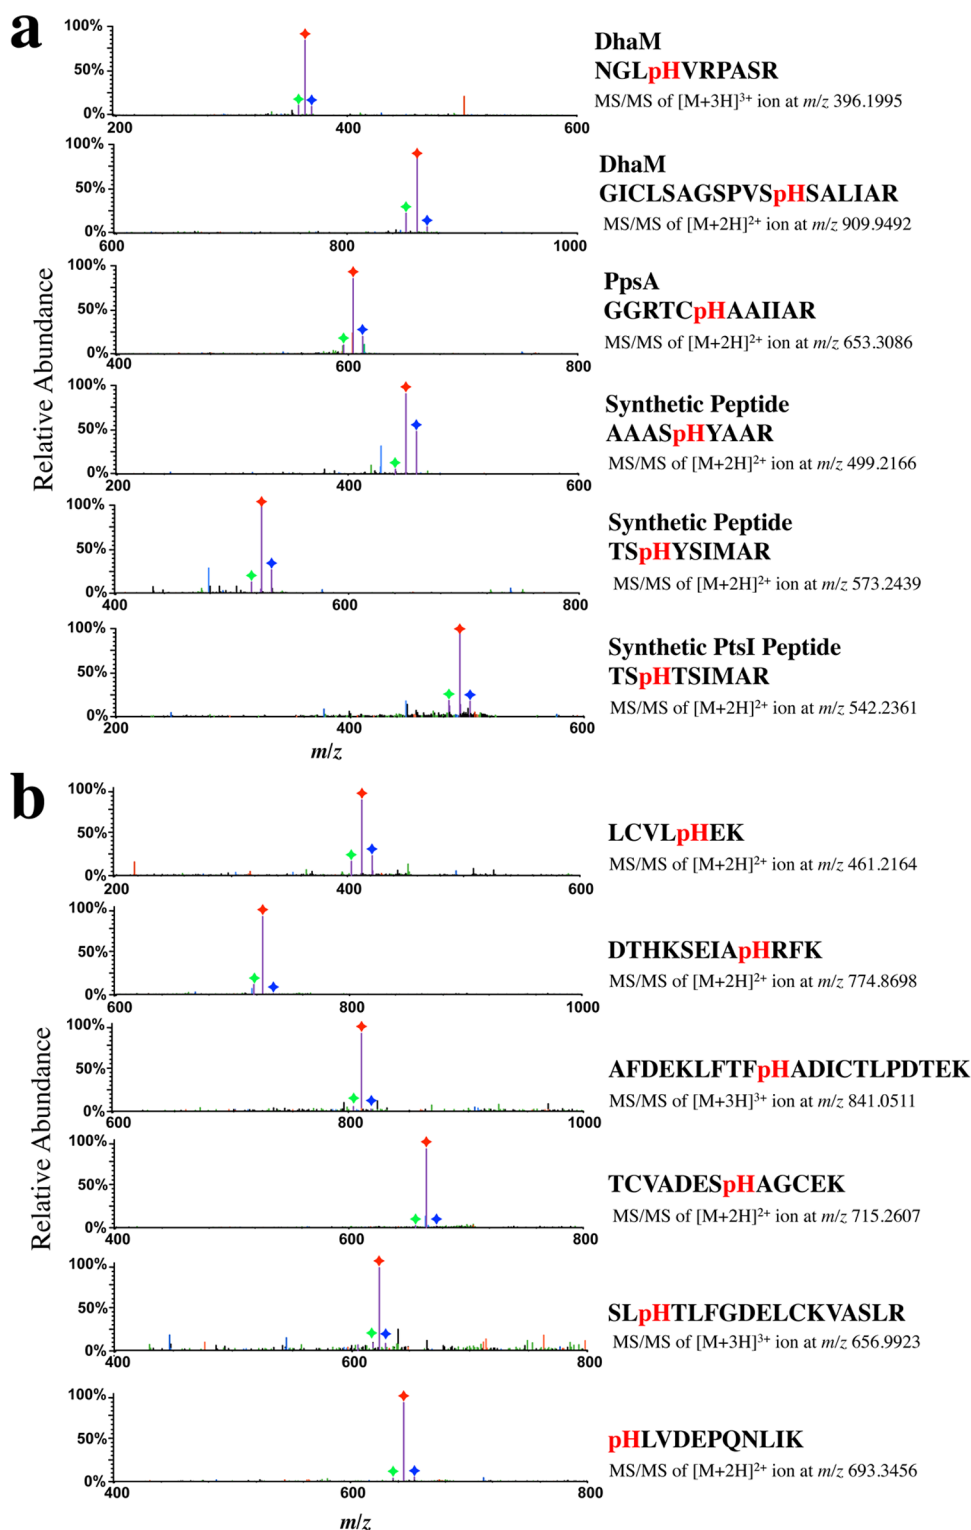 a
Relative Abundance
100%
50%
0%
200
400
600
DhaM
NGLpHVRPASR
MS/MS of [M+3H]³⁺ ion at m/z 396.1995
100%
50%
0%
600
800
1000
DhaM
GICLSAGSPVSpHSALIAR
MS/MS of [M+2H]²⁺ ion at m/z 909.9492
100%
50%
0%
400
600
800
PpsA
GGRTCpHAAIIAR
MS/MS of [M+2H]²⁺ ion at m/z 653.3086
100%
50%
0%
200
400
600
Synthetic Peptide
AAASpHYAAR
MS/MS of [M+2H]²⁺ ion at m/z 499.2166
100%
50%
0%
400
600
800
Synthetic Peptide
TSpHYSIMAR
MS/MS of [M+2H]²⁺ ion at m/z 573.2439
100%
50%
0%
200
400
600
Synthetic PtsI Peptide
TSpHTSIMAR
MS/MS of [M+2H]²⁺ ion at m/z 542.2361
m/z
b
Relative Abundance
100%
50%
0%
200
400
600
LCVLpHEK
MS/MS of [M+2H]²⁺ ion at m/z 461.2164
100%
50%
0%
600
800
1000
DTHKSEIApHRFK
MS/MS of [M+2H]²⁺ ion at m/z 774.8698
100%
50%
0%
600
800
1000
AFDEKLFTFpHADICTLPDTEK
MS/MS of [M+3H]³⁺ ion at m/z 841.0511
100%
50%
0%
400
600
800
TCVADESpHAGCEK
MS/MS of [M+2H]²⁺ ion at m/z 715.2607
100%
50%
0%
400
600
800
SLpHTLFGDELCKVASLR
MS/MS of [M+3H]³⁺ ion at m/z 656.9923
100%
50%
0%
400
600
800
pHLVDEPQNLIK
MS/MS of [M+2H]²⁺ ion at m/z 693.3456
m/z